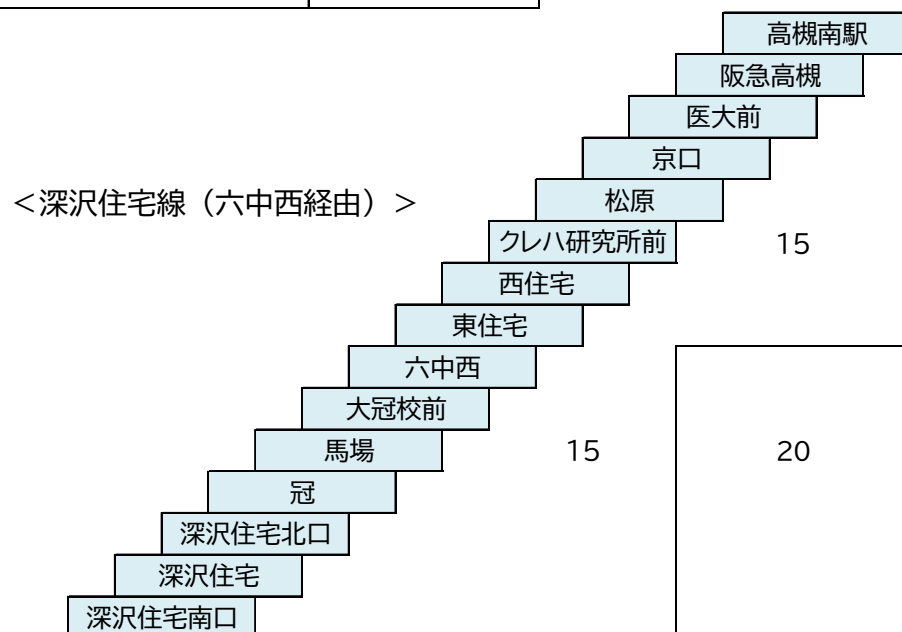 高槻南駅
阪急高槻
医大前
京口
＜深沢住宅線（六中西経由）＞
松原
クレハ研究所前
15
西住宅
東住宅
六中西
大冠校前
馬場
15
20
冠
深沢住宅北口
深沢住宅
深沢住宅南口